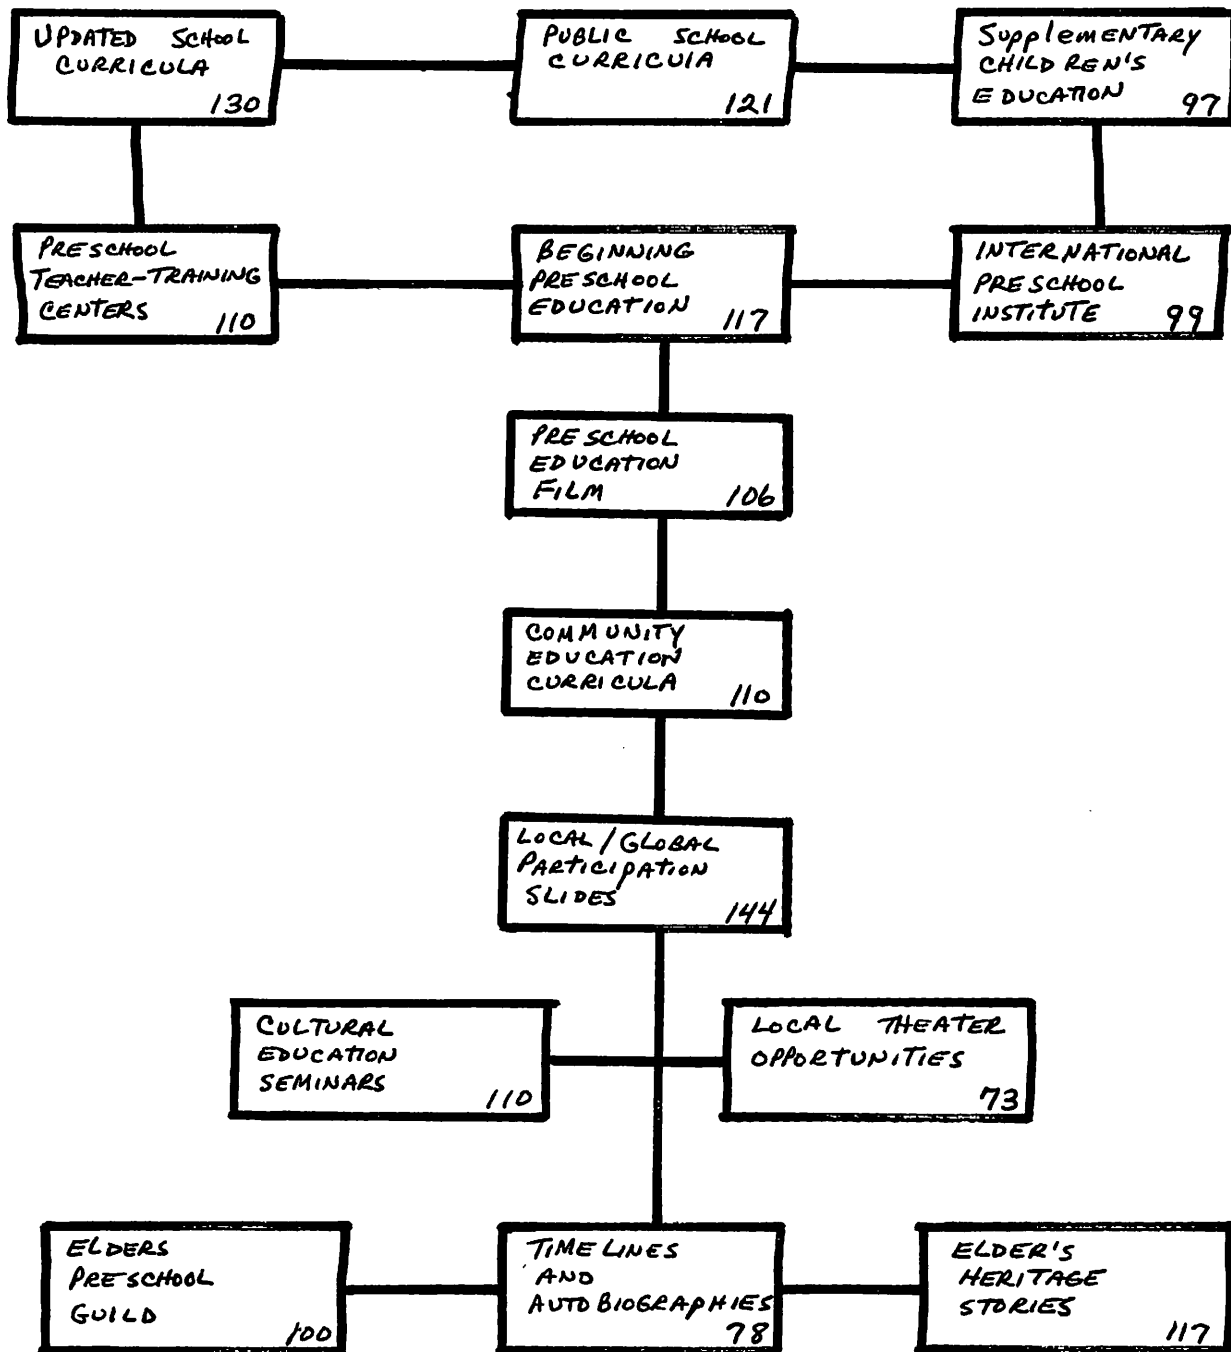 UPDATED SCHOOL
CURRICULA
130
PUBLIC SCHOOL
CURRICUIA
121
SupplEMENTARY
CHILDREN'S
EDUCATION 97
PRESCHOOL
TEACHER-TRAINING
CENTERS 110
BEGINNING
PRESCHOOL
EDUCATION 117
INTERNATIONAL
PRESCHOOL
INSTITUTE 99
PRESCHOOL
EDUCATION
FILM 106
COMMUNITY
EDUCATION
CURRICULA 110
LOCAL/GLOBAL
PARTICIPATION
SLIDES 144
CULTURAL
EDUCATION
SEMINARS 110
LOCAL THEATER
OPPORTUNITIES
73
ELDERS
PRESCHOOL
GUILD 100
TIMELINES
AND
AUTOBIOGRAPHIES
78
ELDER'S
HERITAGE
STORIES
117